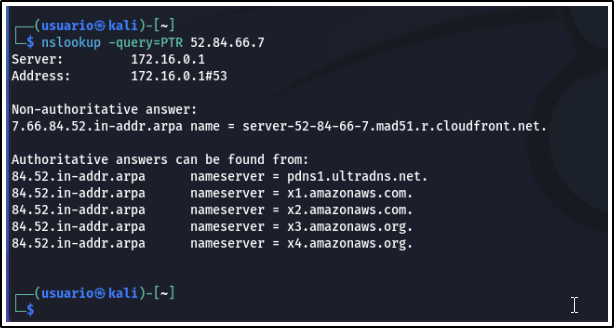 ┌──(usuario㉿kali)-[~]
└─$ nslookup -query=PTR 52.84.66.7
Server:         172.16.0.1
Address:        172.16.0.1#53

Non-authoritative answer:
7.66.84.52.in-addr.arpa name = server-52-84-66-7.mad51.r.cloudfront.net.

Authoritative answers can be found from:
84.52.in-addr.arpa      nameserver = pdns1.ultradns.net.
84.52.in-addr.arpa      nameserver = x1.amazonaws.com.
84.52.in-addr.arpa      nameserver = x2.amazonaws.com.
84.52.in-addr.arpa      nameserver = x3.amazonaws.org.
84.52.in-addr.arpa      nameserver = x4.amazonaws.org.

┌──(usuario㉿kali)-[~]
└─$